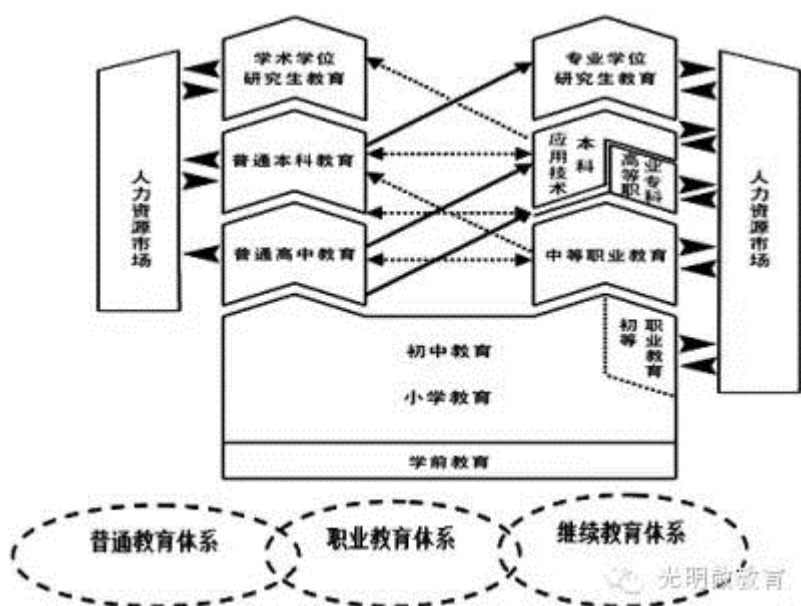 学术学位
研究生教育
专业学位
研究生教育
人力资源市场
普通本科教育
应用技术
本科
高等职
业专科
人力资源市场
普通高中教育
中等职业教育
初中教育
初等
职业教育
小学教育
学前教育
普通教育体系
职业教育体系
继续教育体系
光明微教育